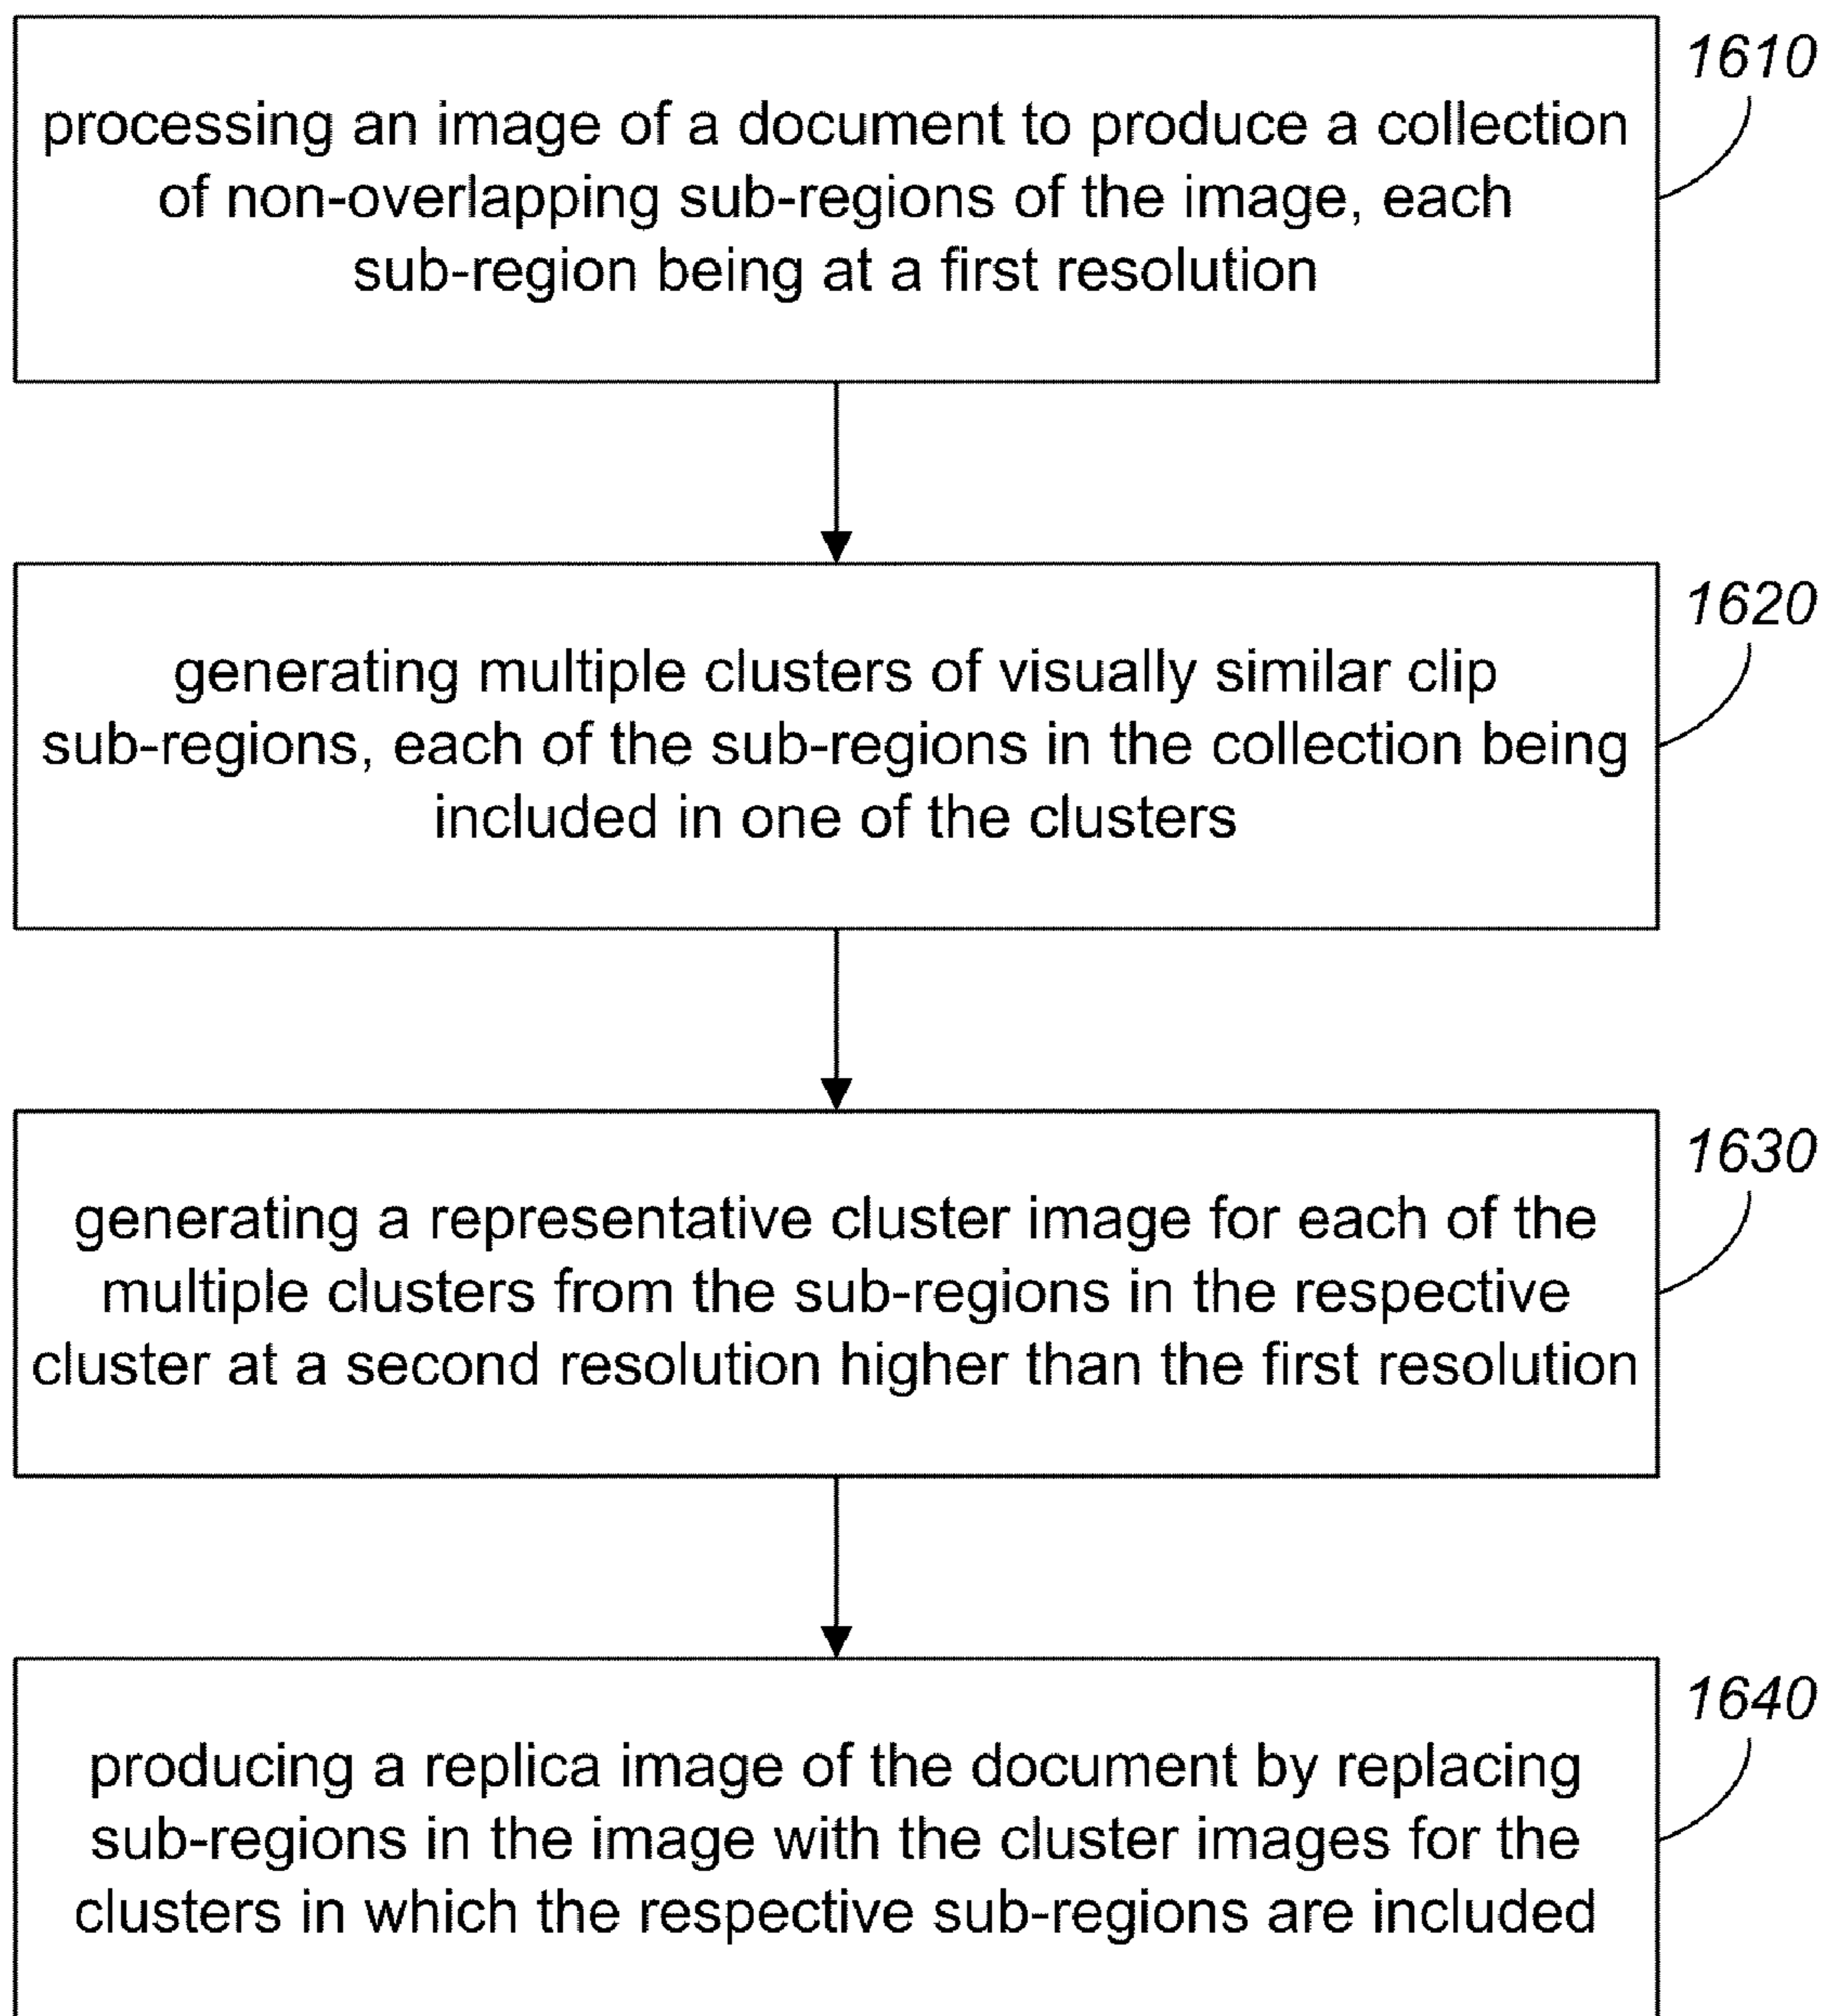 1610
processing an image of a document to produce a collection
of non-overlapping sub-regions of the image, each
sub-region being at a first resolution
1620
generating multiple clusters of visually similar clip
sub-regions, each of the sub-regions in the collection being
included in one of the clusters
1630
generating a representative cluster image for each of the
multiple clusters from the sub-regions in the respective
cluster at a second resolution higher than the first resolution
1640
producing a replica image of the document by replacing
sub-regions in the image with the cluster images for the
clusters in which the respective sub-regions are included